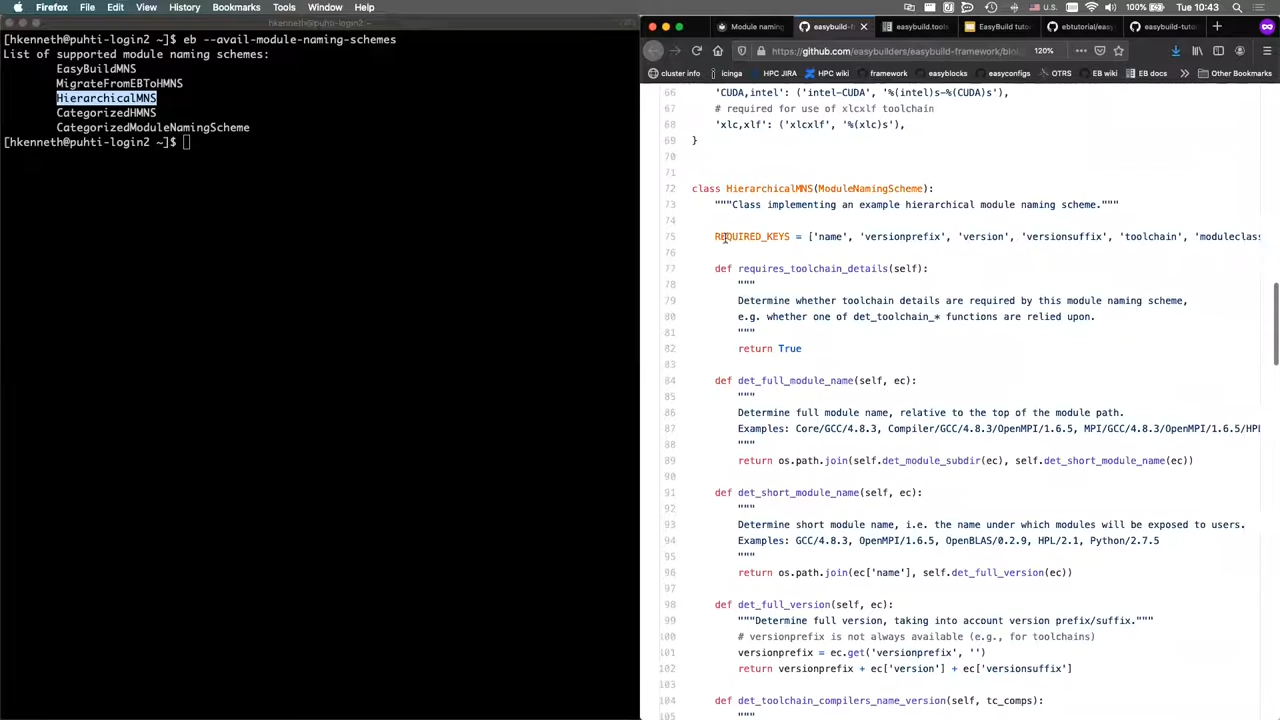 Firefox File Edit View History Bookmarks Tools Window Help
U.S. 100% Tue 10:43
hkenneth@puhti-login2:~
[hkenneth@puhti-login2 ~]$ eb --avail-module-naming-schemes
List of supported module naming schemes:
EasyBuildMNS
MigrateFromEBToHMNS
HierarchicalMNS
CategorizedHMNS
CategorizedModuleNamingScheme
[hkenneth@puhti-login2 ~]$
Module naming
easybuild-f
easybuild.tools
EasyBuild tuto
ebtutorial/easy
easybuild-tuto
https://github.com/easybuilders/easybuild-framework/blo
120%
cluster info icinga HPC JIRA HPC wiki framework easyblocks easyconfigs OTRS EB wiki EB docs Other Bookmarks
66 'CUDA,intel': ('intel-CUDA', '%(intel)s-%(CUDA)s'),
67 # required for use of xlcxlf toolchain
68 'xlc,xlf': ('xlcxlf', '%(xlc)s'),
69 }
70
71
72 class HierarchicalMNS(ModuleNamingScheme):
73 """Class implementing an example hierarchical module naming scheme."""
74
75 REQUIRED_KEYS = ['name', 'versionprefix', 'version', 'versionsuffix', 'toolchain', 'moduleclass
76
77 def requires_toolchain_details(self):
78 """
79 Determine whether toolchain details are required by this module naming scheme,
80 e.g. whether one of det_toolchain_* functions are relied upon.
81 """
82 return True
83
84 def det_full_module_name(self, ec):
85 """
86 Determine full module name, relative to the top of the module path.
87 Examples: Core/GCC/4.8.3, Compiler/GCC/4.8.3/OpenMPI/1.6.5, MPI/GCC/4.8.3/OpenMPI/1.6.5/HPL
88 """
89 return os.path.join(self.det_module_subdir(ec), self.det_short_module_name(ec))
90
91 def det_short_module_name(self, ec):
92 """
93 Determine short module name, i.e. the name under which modules will be exposed to users.
94 Examples: GCC/4.8.3, OpenMPI/1.6.5, OpenBLAS/0.2.9, HPL/2.1, Python/2.7.5
95 """
96 return os.path.join(ec['name'], self.det_full_version(ec))
97
98 def det_full_version(self, ec):
99 """Determine full version, taking into account version prefix/suffix."""
100 # versionprefix is not always available (e.g., for toolchains)
101 versionprefix = ec.get('versionprefix', '')
102 return versionprefix + ec['version'] + ec['versionsuffix']
103
104 def det_toolchain_compilers_name_version(self, tc_comps):
105 """